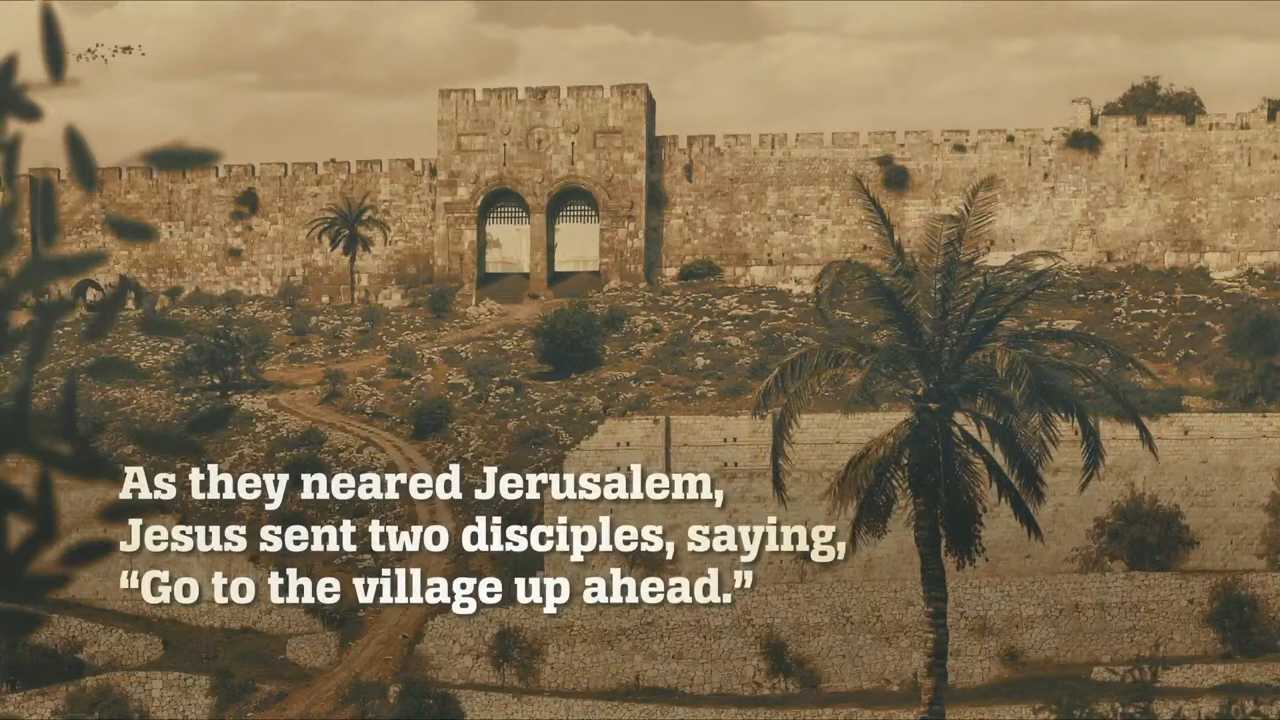 As they neared Jerusalem,
Jesus sent two disciples, saying,
“Go to the village up ahead.”